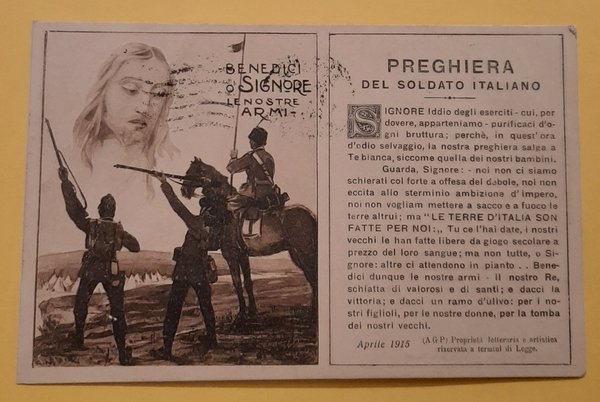 BENEDICI
O SIGNORE
LE NOSTRE
ARMI -
PREGHIERA
DEL SOLDATO ITALIANO
SIGNORE Iddio degli eserciti - cui, per
dovere, apparteniamo - purificaci d'o-
gni bruttura; perchè, in quest'ora
d'odio selvaggio, la nostra preghiera salga a
Te bianca, siccome quella dei nostri bambini.
Guarda, Signore: - noi non ci siamo
schierati col forte a offesa del debole, noi non
eccita allo sterminio ambizione d'impero,
noi non vogliam mettere a sacco e a fuoco le
terre altrui; ma "LE TERRE D'ITALIA SON
FATTE PER NOI:,, Tu ce l'hai date, i nostri
vecchi le han fatte libere da giogo secolare a
prezzo del loro sangue; ma non tutte, o Si-
gnore: altre ci attendono in pianto . . Bene-
dici dunque le nostre armi - il nostro Re,
schiatta di valorosi e di santi; e dacci la
vittoria; e dacci un ramo d'ulivo: per i no-
stri figlioli, per le nostre donne, per la tomba
dei nostri vecchi.
Aprile 1915
(A G P) Proprietà letteraria e artistica
riservata a termini di Legge.